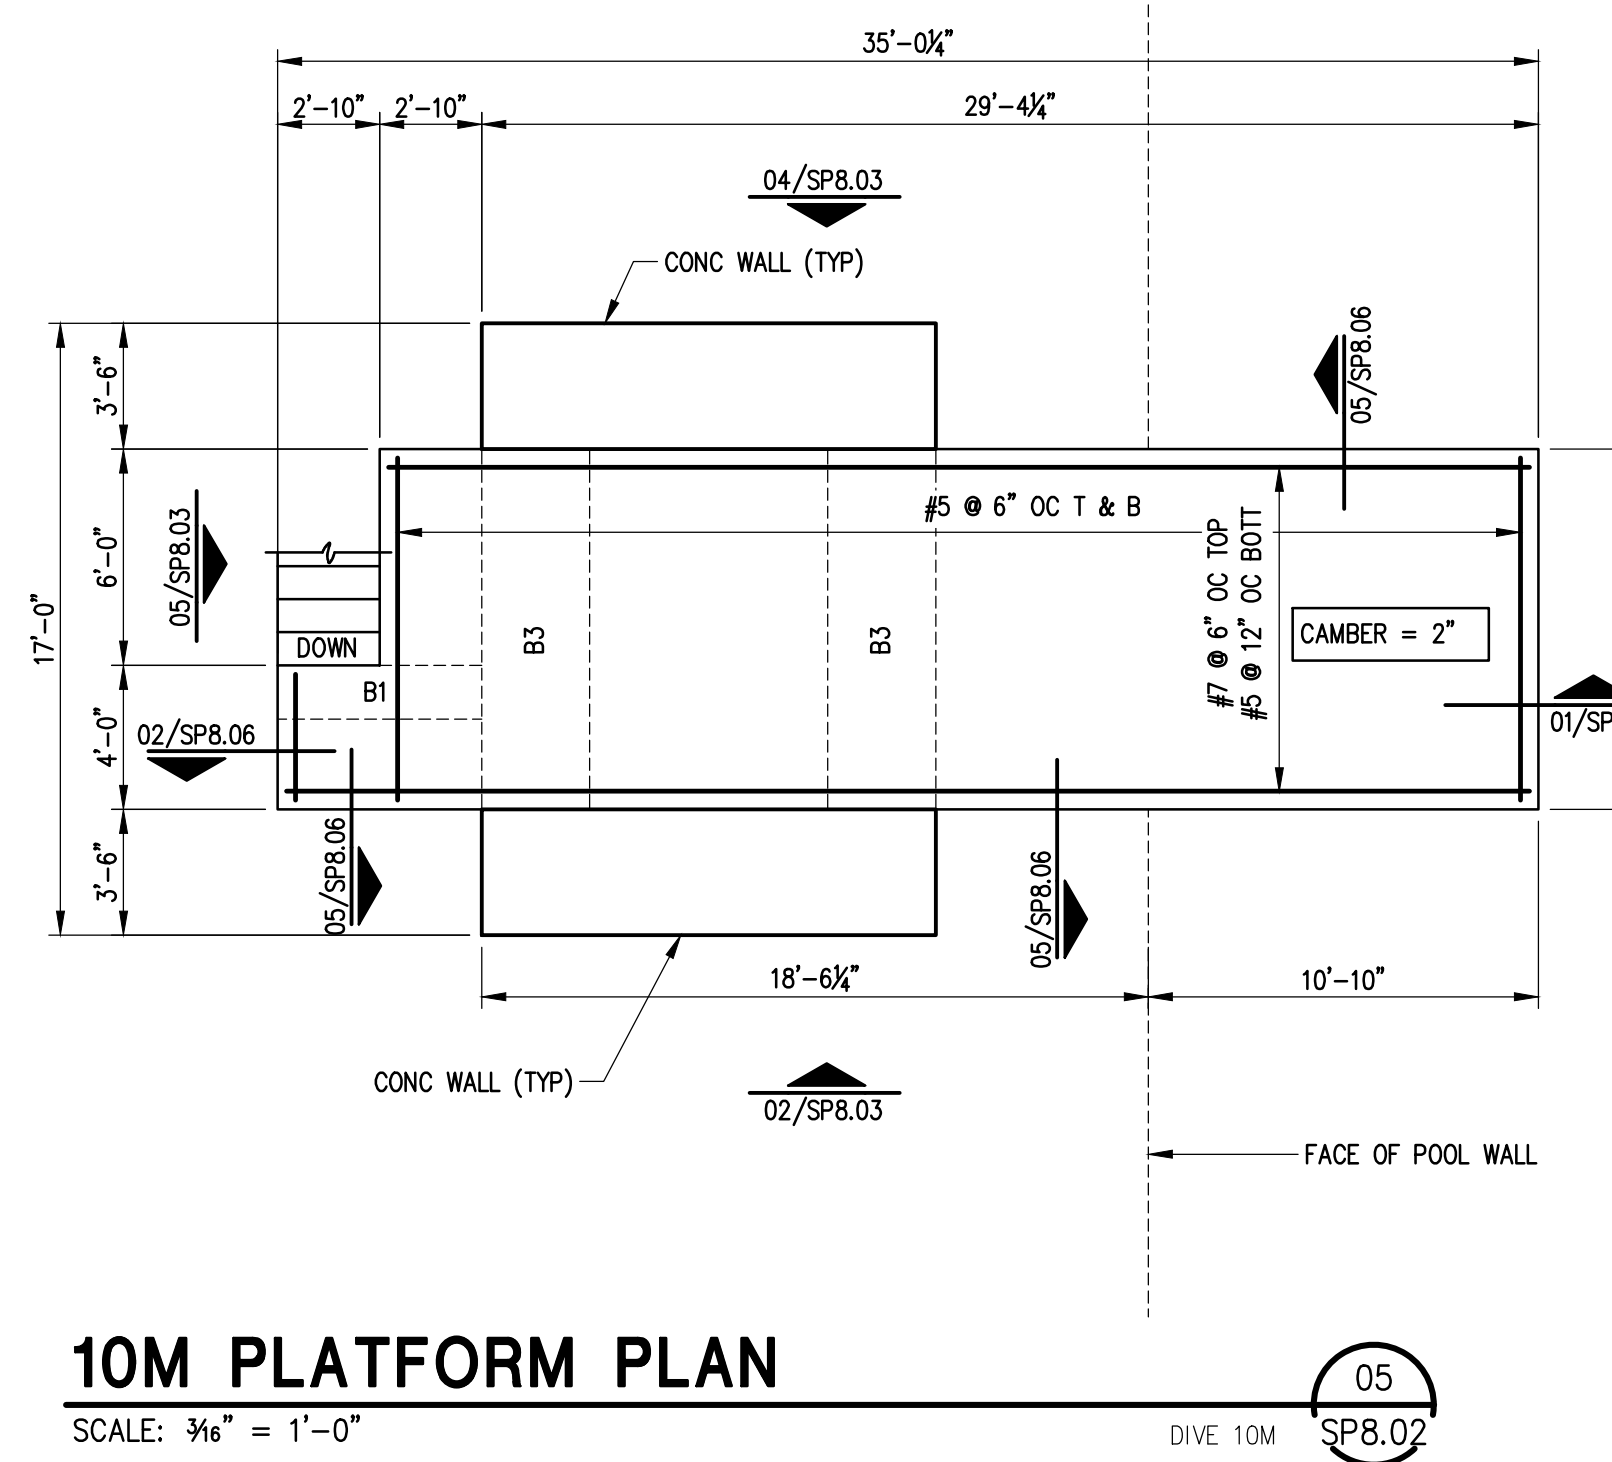 35'-0¼"
2'-10"
2'-10"
29'-4¼"
04/SP8.03
CONC WALL (TYP)
3'-6"
6'-0"
4'-0"
3'-6"
17'-0"
05/SP8.03
05/SP8.06
#5 @ 6" OC T & B
#7 @ 6" OC TOP
#5 @ 12" OC BOTT
CAMBER = 2"
B3
B3
DOWN
B1
02/SP8.06
01/SP
05/SP8.06
05/SP8.06
18'-6¼"
10'-10"
CONC WALL (TYP)
02/SP8.03
FACE OF POOL WALL
10M PLATFORM PLAN
SCALE: 3/16" = 1'-0"
DIVE 10M
05
SP8.02